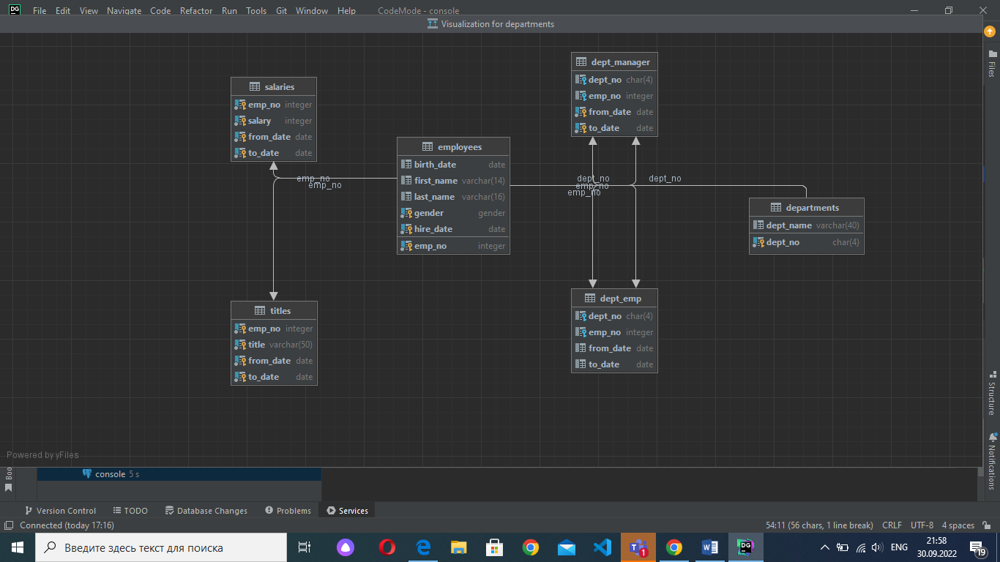 DG File Edit View Navigate Code Refactor Run Tools Git Window Help CodeMode - console
Visualization for departments
Files
dept_manager
dept_no char(4)
emp_no integer
from_date date
to_date date
salaries
emp_no integer
salary integer
from_date date
to_date date
employees
birth_date date
first_name varchar(14)
last_name varchar(16)
gender gender
hire_date date
emp_no integer
emp_no
emp_no
dept_no
emp_no
emp_no
dept_no
departments
dept_name varchar(40)
dept_no char(4)
titles
emp_no integer
title varchar(50)
from_date date
to_date date
dept_emp
dept_no char(4)
emp_no integer
from_date date
to_date date
Structure
Notifications
Powered by yFiles
Boo
console 5 s
Version Control TODO Database Changes Problems Services
Connected (today 17:16) 54:11 (56 chars, 1 line break) CRLF UTF-8 4 spaces
Введите здесь текст для поиска
1
DG
ENG
21:58
30.09.2022
19